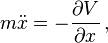 mẍ = −∂V/∂x ,